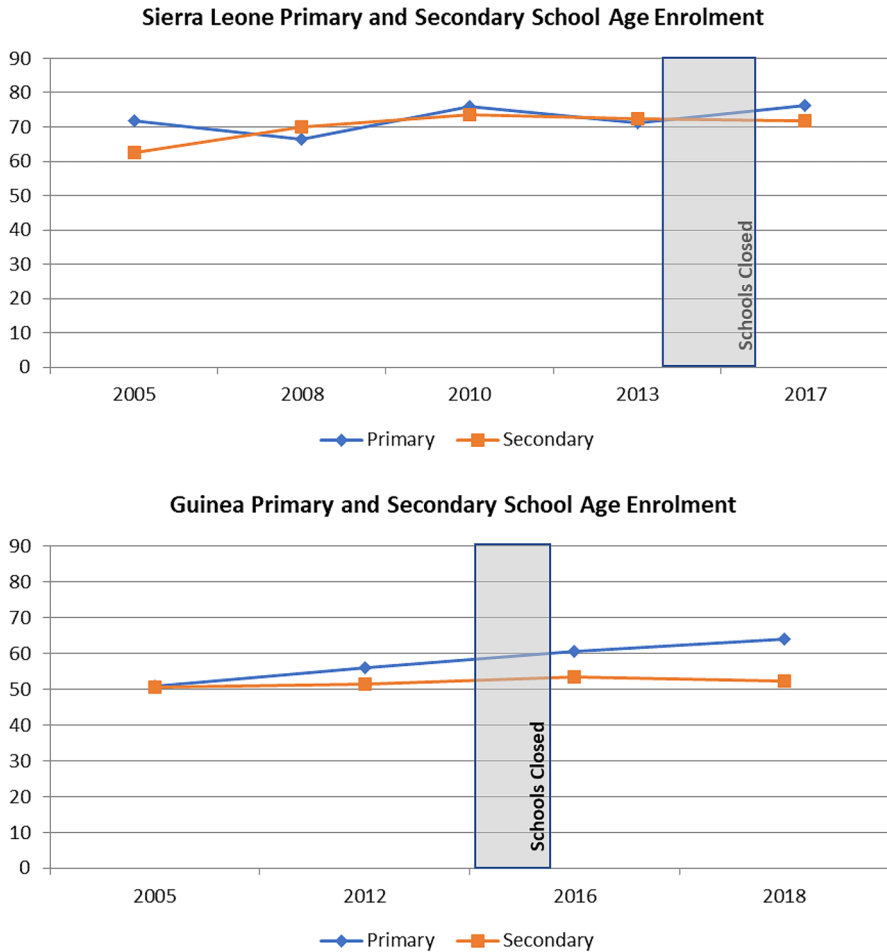 Sierra Leone Primary and Secondary School Age Enrolment
90
80
70
60
50
40
30
20
10
0
Schools Closed
2005 2008 2010 2013 2017
Primary Secondary
Guinea Primary and Secondary School Age Enrolment
90
80
70
60
50
40
30
20
10
0
Schools Closed
2005 2012 2016 2018
Primary Secondary